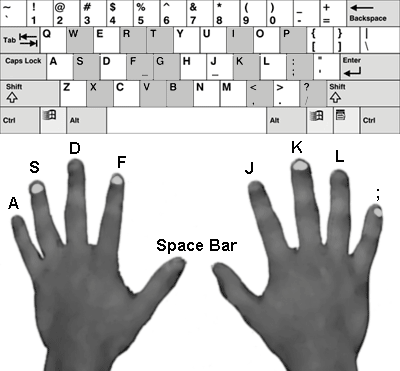 ~ ! @ # $ % ^ & * ( ) _ + ←
` 1 2 3 4 5 6 7 8 9 0 - = Backspace
Tab Q W E R T Y U I O P { } |
[ ] \
Caps Lock A S D F G H J K L : " Enter
_ _ ; ' ↵
Shift Z X C V B N M < > ? Shift
, . /
Ctrl Alt Alt Ctrl
A S D F J K L ;
Space Bar